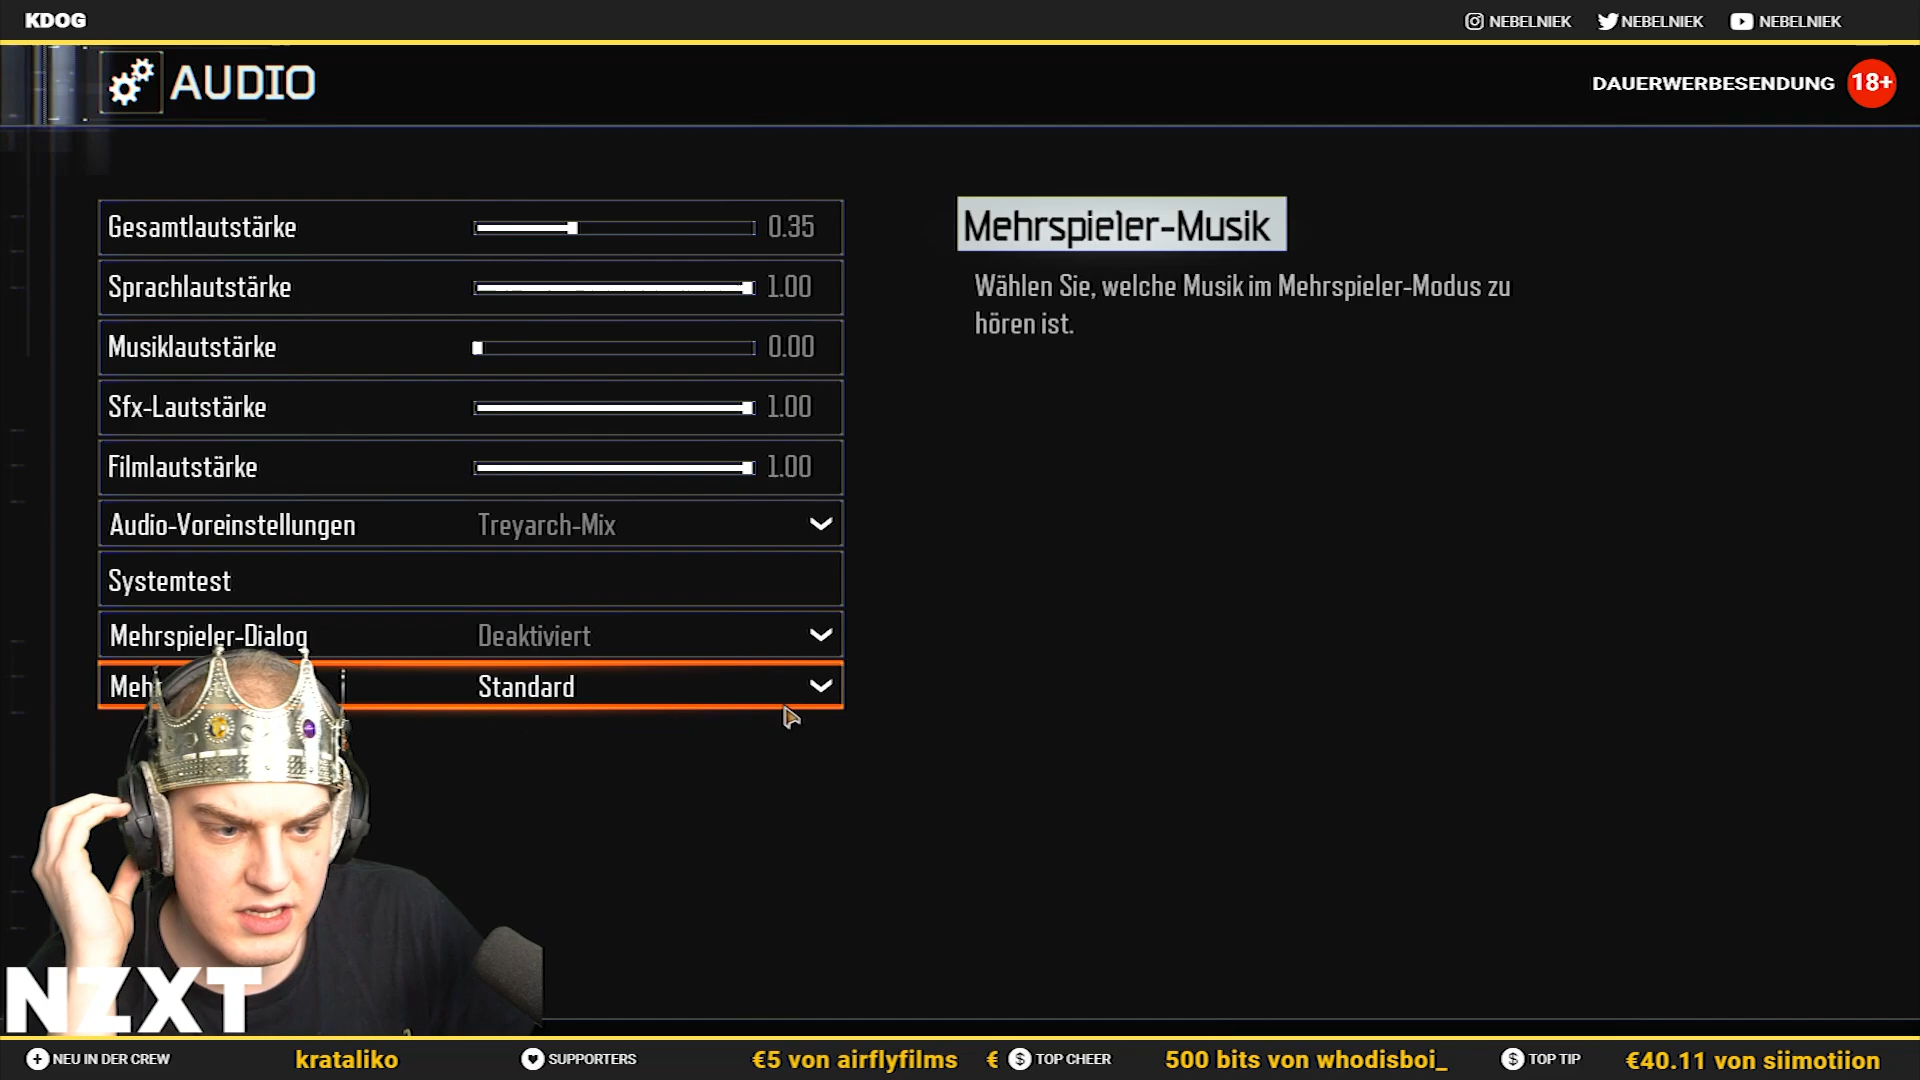 KDOG
NEBELNIEK
NEBELNIEK
NEBELNIEK
AUDIO
DAUERWERBESENDUNG 18+
Gesamtlautstärke 0.35
Sprachlautstärke 1.00
Musiklautstärke 0.00
Sfx-Lautstärke 1.00
Filmlautstärke 1.00
Audio-Voreinstellungen Treyarch-Mix
Systemtest
Mehrspieler-Dialog Deaktiviert
Meh Standard
Mehrspieler-Musik
Wählen Sie, welche Musik im Mehrspieler-Modus zu
hören ist.
NZXT
NEU IN DER CREW
krataliko
SUPPORTERS
€5 von airflyfilms €
TOP CHEER
500 bits von whodisboi_
TOP TIP
€40.11 von siimotiion